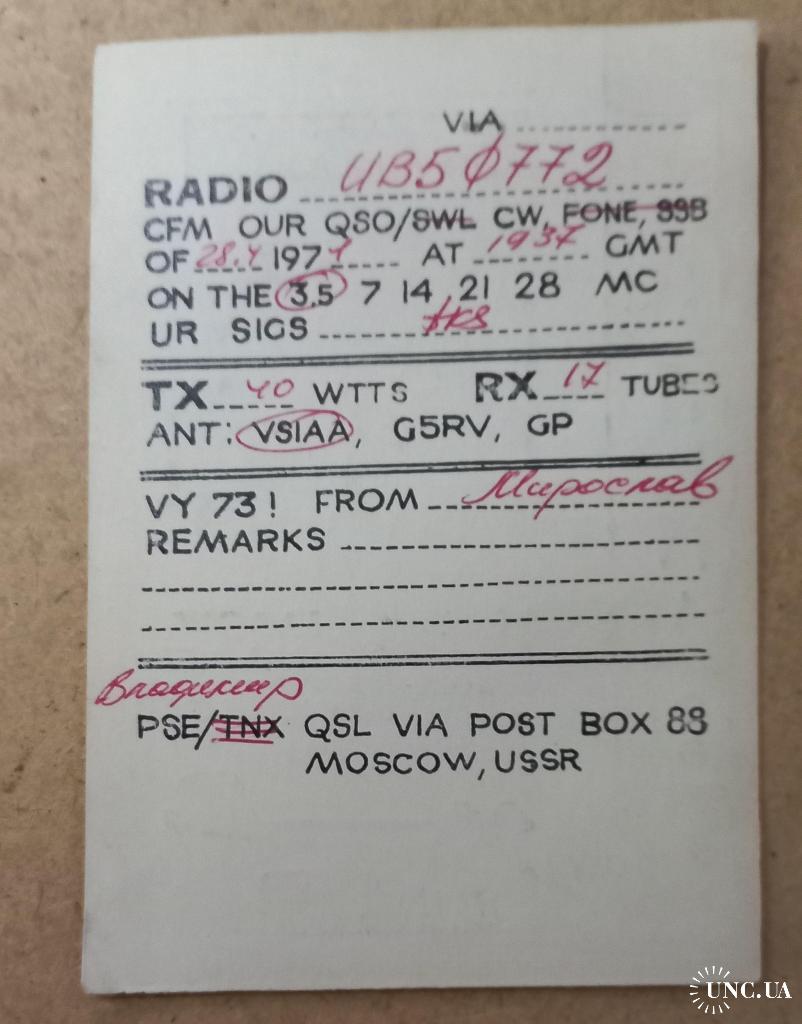 VIA
RADIO UB5Ø772
CFM OUR QSO/SWL CW, FONE, SSB
OF 28. 197 AT 1937 GMT
ON THE 3.5 7 14 21 28 MC
UR SIGS
TX 40 WTTS RX 17 TUBES
ANT: VS1AA, G5RV, GP
VY 73! FROM Мирослав
REMARKS
Владимир
PSE/TNX QSL VIA POST BOX 88
MOSCOW, USSR
UNC.UA